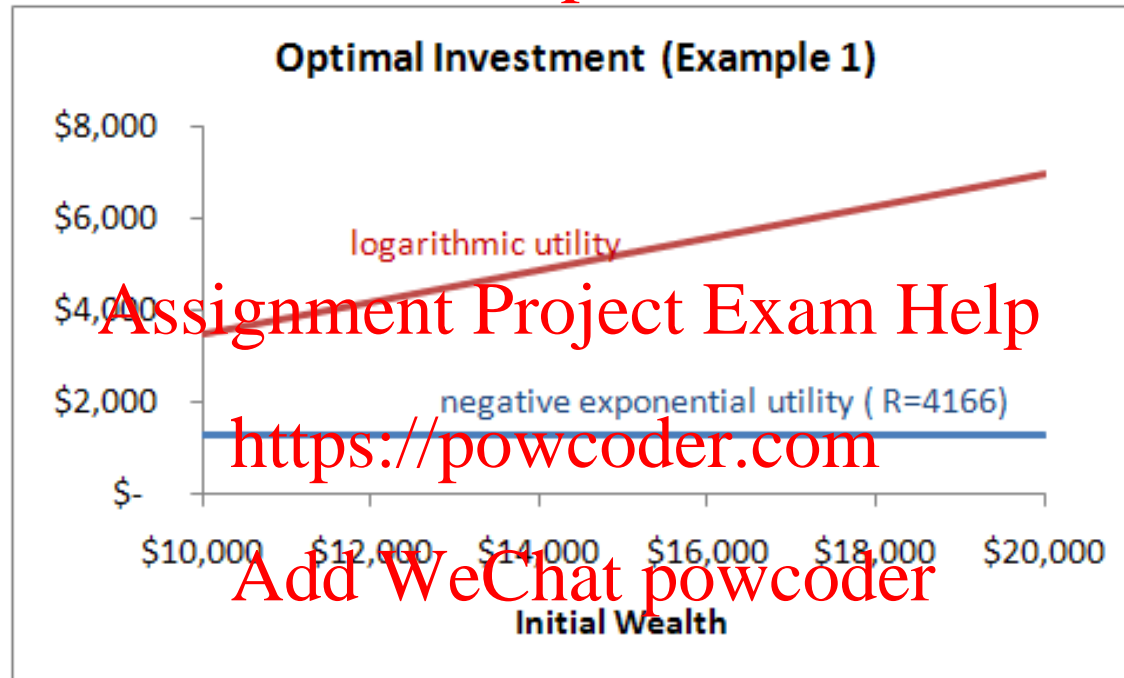 Optimal Investment (Example 1)
$8,000
$6,000
logarithmic utility
$4,000
Assignment Project Exam Help
$2,000
negative exponential utility ( R=4166)
https://powcoder.com
$-
$10,000 $12,000 $14,000 $16,000 $18,000 $20,000
Add WeChat powcoder
Initial Wealth